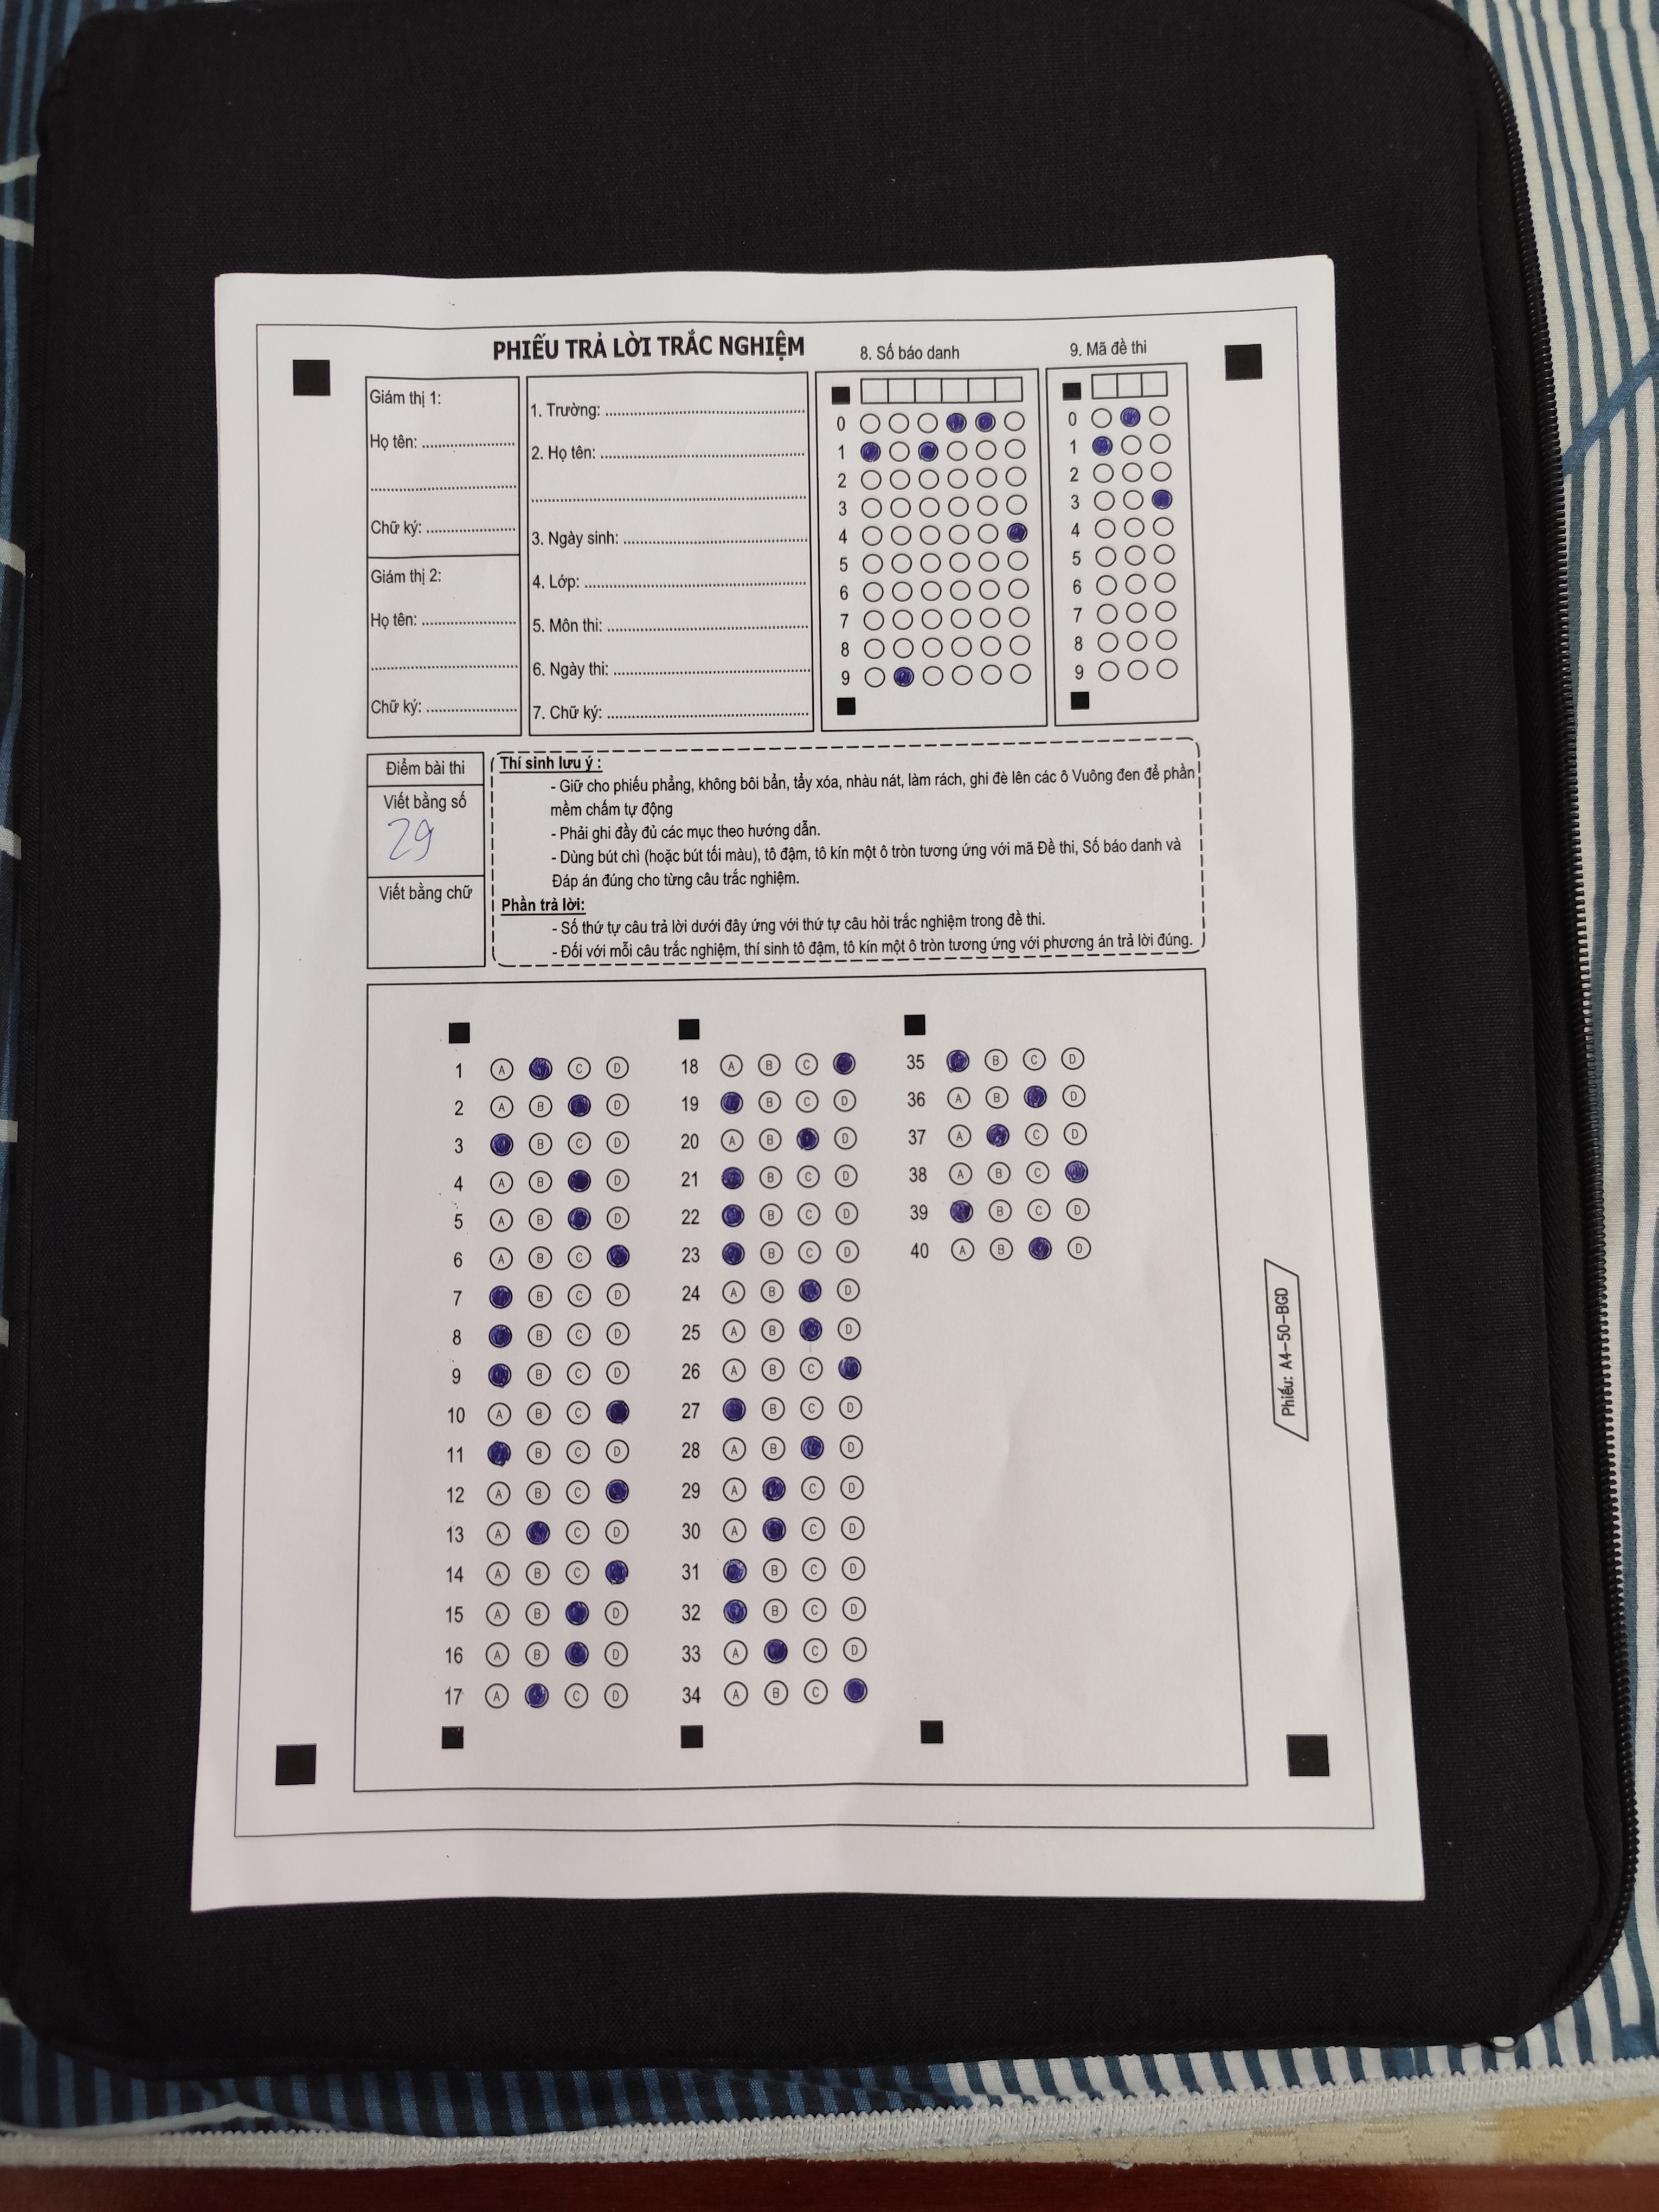 PHIẾU TRẢ LỜI TRẮC NGHIỆM
8. Số báo danh
9. Mã đề thi
Giám thị 1:
Họ tên: ......................
...................................
Chữ ký: .....................
Giám thị 2:
Họ tên: ......................
...................................
Chữ ký: .....................
1. Trường: ..............................................
2. Họ tên: ...............................................
................................................................
3. Ngày sinh: ..........................................
4. Lớp: ...................................................
5. Môn thi: ..............................................
6. Ngày thi: .............................................
7. Chữ ký: ..............................................
0
1
2
3
4
5
6
7
8
9
0
1
2
3
4
5
6
7
8
9
Điểm bài thi
Viết bằng số
29
Viết bằng chữ
Thí sinh lưu ý :
- Giữ cho phiếu phẳng, không bôi bẩn, tẩy xóa, nhàu nát, làm rách, ghi đè lên các ô Vuông đen để phần
mềm chấm tự động
- Phải ghi đầy đủ các mục theo hướng dẫn.
- Dùng bút chì (hoặc bút tối màu), tô đậm, tô kín một ô tròn tương ứng với mã Đề thi, Số báo danh và
Đáp án đúng cho từng câu trắc nghiệm.
Phần trả lời:
- Số thứ tự câu trả lời dưới đây ứng với thứ tự câu hỏi trắc nghiệm trong đề thi.
- Đối với mỗi câu trắc nghiệm, thí sinh tô đậm, tô kín một ô tròn tương ứng với phương án trả lời đúng.
1 A C D
2 A B D
3 B C D
4 A B D
5 A B D
6 A B C
7 B C D
8 B C D
9 B C D
10 A B C
11 B C D
12 A B C
13 A C D
14 A B C
15 A B D
16 A B D
17 A C D
18 A B C
19 B C D
20 A B D
21 B C D
22 B C D
23 B C D
24 A B D
25 A B D
26 A B C
27 B C D
28 A B D
29 A C D
30 A C D
31 B C D
32 B C D
33 A C D
34 A B C
35 B C D
36 A B D
37 A C D
38 A B C
39 B C D
40 A B D
Phiếu: A4-50-BGD